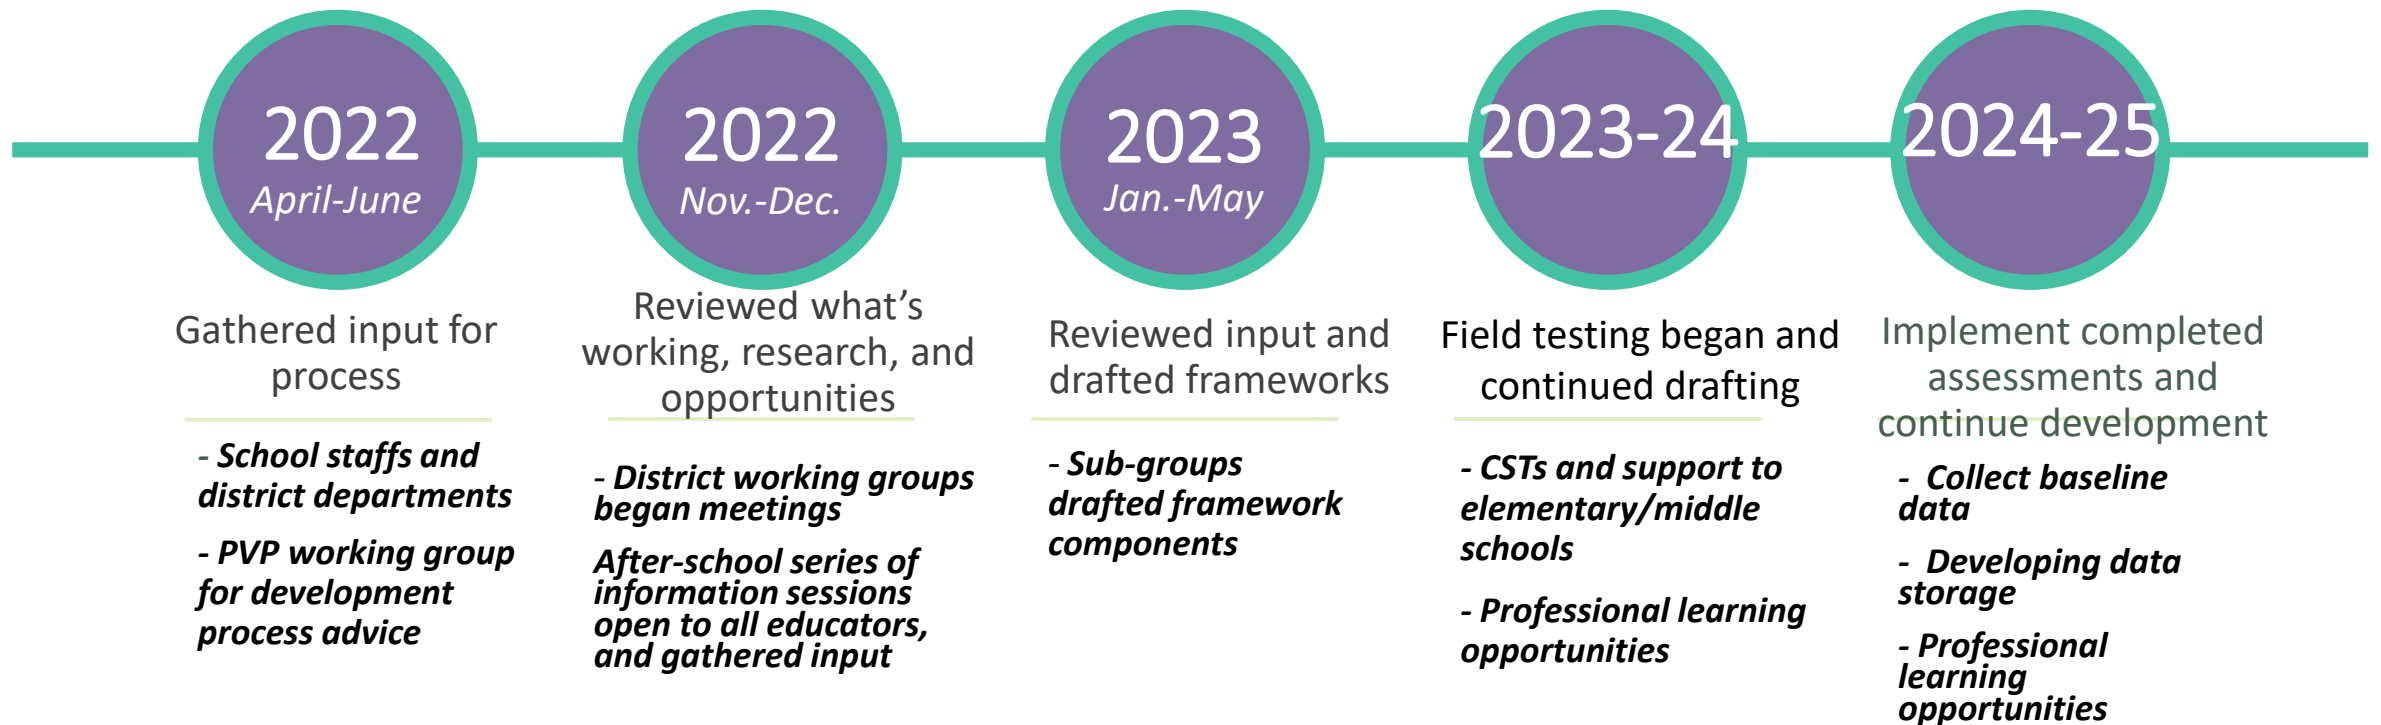 2022
April-June
Gathered input for
process
- School staffs and
district departments
- PVP working group
for development
process advice
2022
Nov.-Dec.
Reviewed what’s
working, research, and
opportunities
- District working groups
began meetings
After-school series of
information sessions
open to all educators,
and gathered input
2023
Jan.-May
Reviewed input and
drafted frameworks
- Sub-groups
drafted framework
components
2023-24
Field testing began and
continued drafting
- CSTs and support to
elementary/middle
schools
- Professional learning
opportunities
2024-25
Implement completed
assessments and
continue development
- Collect baseline
data
- Developing data
storage
- Professional
learning
opportunities